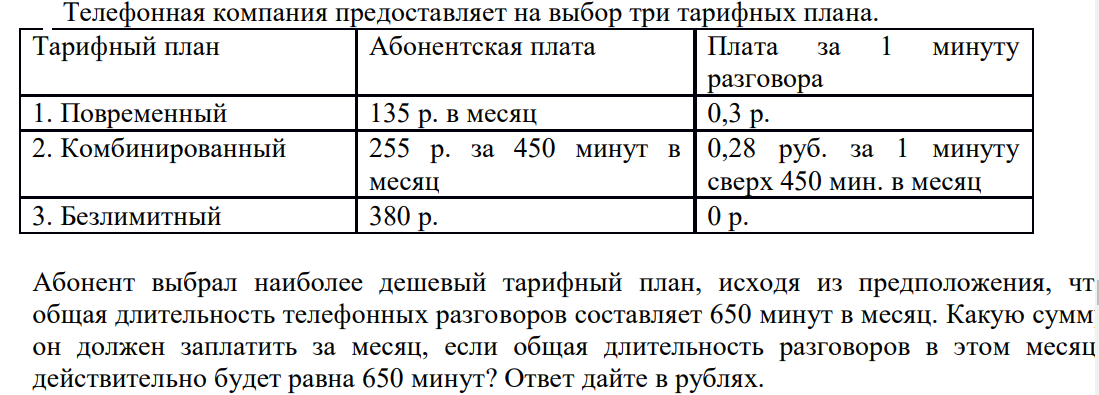 Телефонная компания предоставляет на выбор три тарифных плана.
Тарифный план
Абонентская плата
Плата за 1 минуту
разговора
1. Повременный
135 р. в месяц
0,3 р.
2. Комбинированный
255 р. за 450 минут в
месяц
0,28 руб. за 1 минуту
сверх 450 мин. в месяц
3. Безлимитный
380 р.
0 р.
Абонент выбрал наиболее дешевый тарифный план, исходя из предположения, чт
общая длительность телефонных разговоров составляет 650 минут в месяц. Какую сумм
он должен заплатить за месяц, если общая длительность разговоров в этом месяц
действительно будет равна 650 минут? Ответ дайте в рублях.